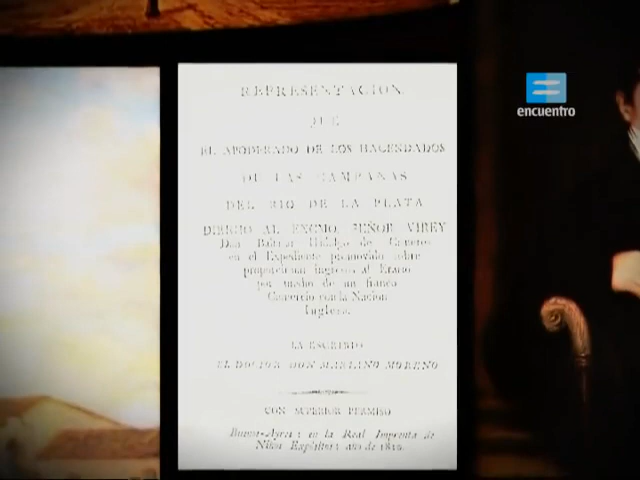 REPRESENTACION
QUE
EL APODERADO DE LOS HACENDADOS
DE LAS CAMPAÑAS
DEL RIO DE LA PLATA
DIRIGIO AL EXCMO. SEÑOR VIREY
Don Baltasar Hidalgo de Cisneros
en el Expediente promovido sobre
proporcionar ingresos al Erario
por medio de un franco
Comercio con la Nacion
Inglesa.
LA ESCRIBIO
EL DOCTOR DON MARIANO MORENO
CON SUPERIOR PERMISO
Buenos-Ayres: en la Real Imprenta de
Niños Expósitos: año de 1810.
encuentro